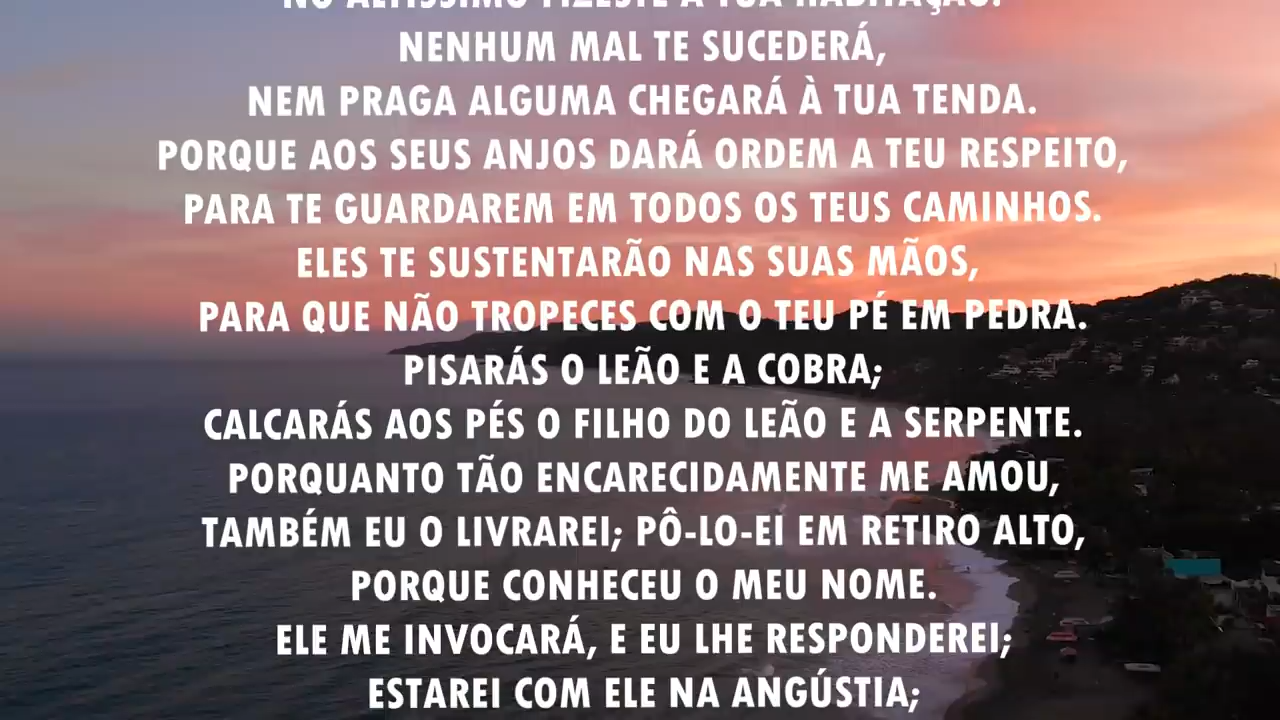 NO ALTÍSSIMO FIZESTE A TUA HABITAÇÃO.
NENHUM MAL TE SUCEDERÁ,
NEM PRAGA ALGUMA CHEGARÁ À TUA TENDA.
PORQUE AOS SEUS ANJOS DARÁ ORDEM A TEU RESPEITO,
PARA TE GUARDAREM EM TODOS OS TEUS CAMINHOS.
ELES TE SUSTENTARÃO NAS SUAS MÃOS,
PARA QUE NÃO TROPECES COM O TEU PÉ EM PEDRA.
PISARÁS O LEÃO E A COBRA;
CALCARÁS AOS PÉS O FILHO DO LEÃO E A SERPENTE.
PORQUANTO TÃO ENCARECIDAMENTE ME AMOU,
TAMBÉM EU O LIVRAREI; PÔ-LO-EI EM RETIRO ALTO,
PORQUE CONHECEU O MEU NOME.
ELE ME INVOCARÁ, E EU LHE RESPONDEREI;
ESTAREI COM ELE NA ANGÚSTIA;